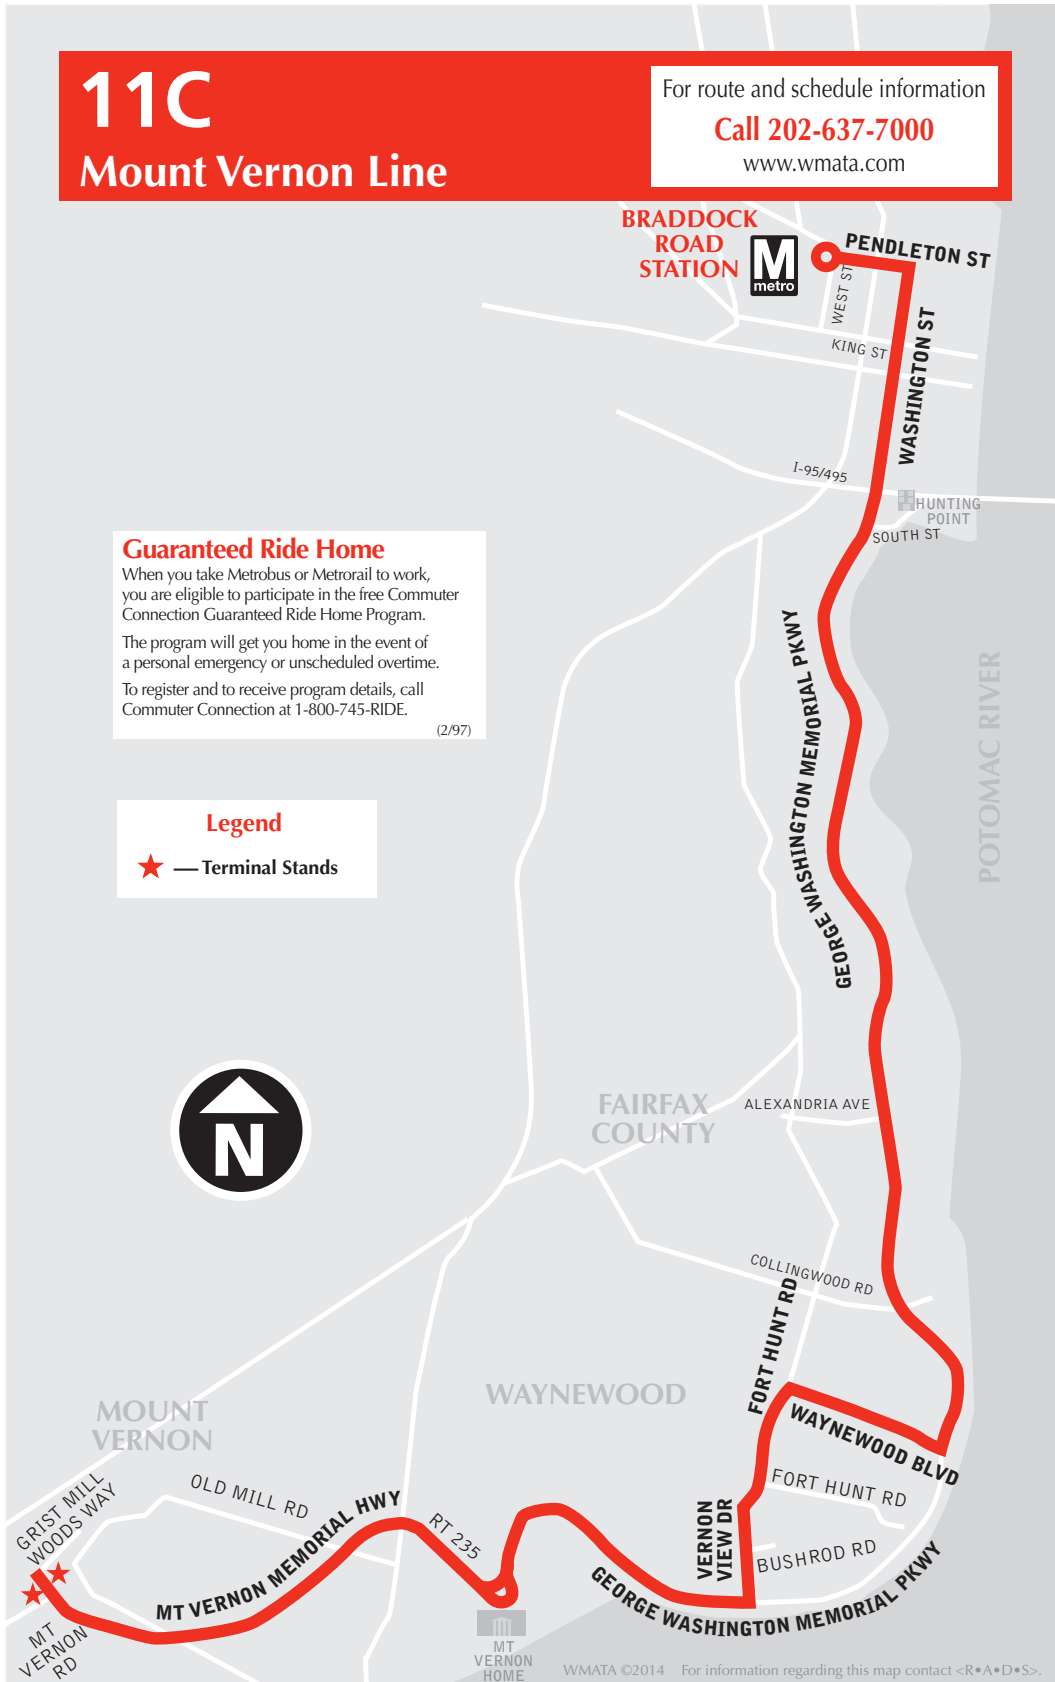 11C
Mount Vernon Line
For route and schedule information
Call 202-637-7000
www.wmata.com
BRADDOCK
ROAD
STATION
M
metro
PENDLETON ST
WEST ST
KING ST
WASHINGTON ST
I-95/495
HUNTING
POINT
SOUTH ST
Guaranteed Ride Home
When you take Metrobus or Metrorail to work,
you are eligible to participate in the free Commuter
Connection Guaranteed Ride Home Program.
The program will get you home in the event of
a personal emergency or unscheduled overtime.
To register and to receive program details, call
Commuter Connection at 1-800-745-RIDE.
(2/97)
GEORGE WASHINGTON MEMORIAL PKWY
POTOMAC RIVER
Legend
— Terminal Stands
N
FAIRFAX
COUNTY
ALEXANDRIA AVE
COLLINGWOOD RD
FORT HUNT RD
WAYNEWOOD
MOUNT
VERNON
WAYNEWOOD BLVD
GRIST MILL
WOODS WAY
OLD MILL RD
MT VERNON MEMORIAL HWY
RT 235
FORT HUNT RD
VERNON
VIEW DR
BUSHROD RD
GEORGE WASHINGTON MEMORIAL PKWY
MT
VERNON
RD
MT
VERNON
HOME
WMATA ©2014 For information regarding this map contact <R•A•D•S>.